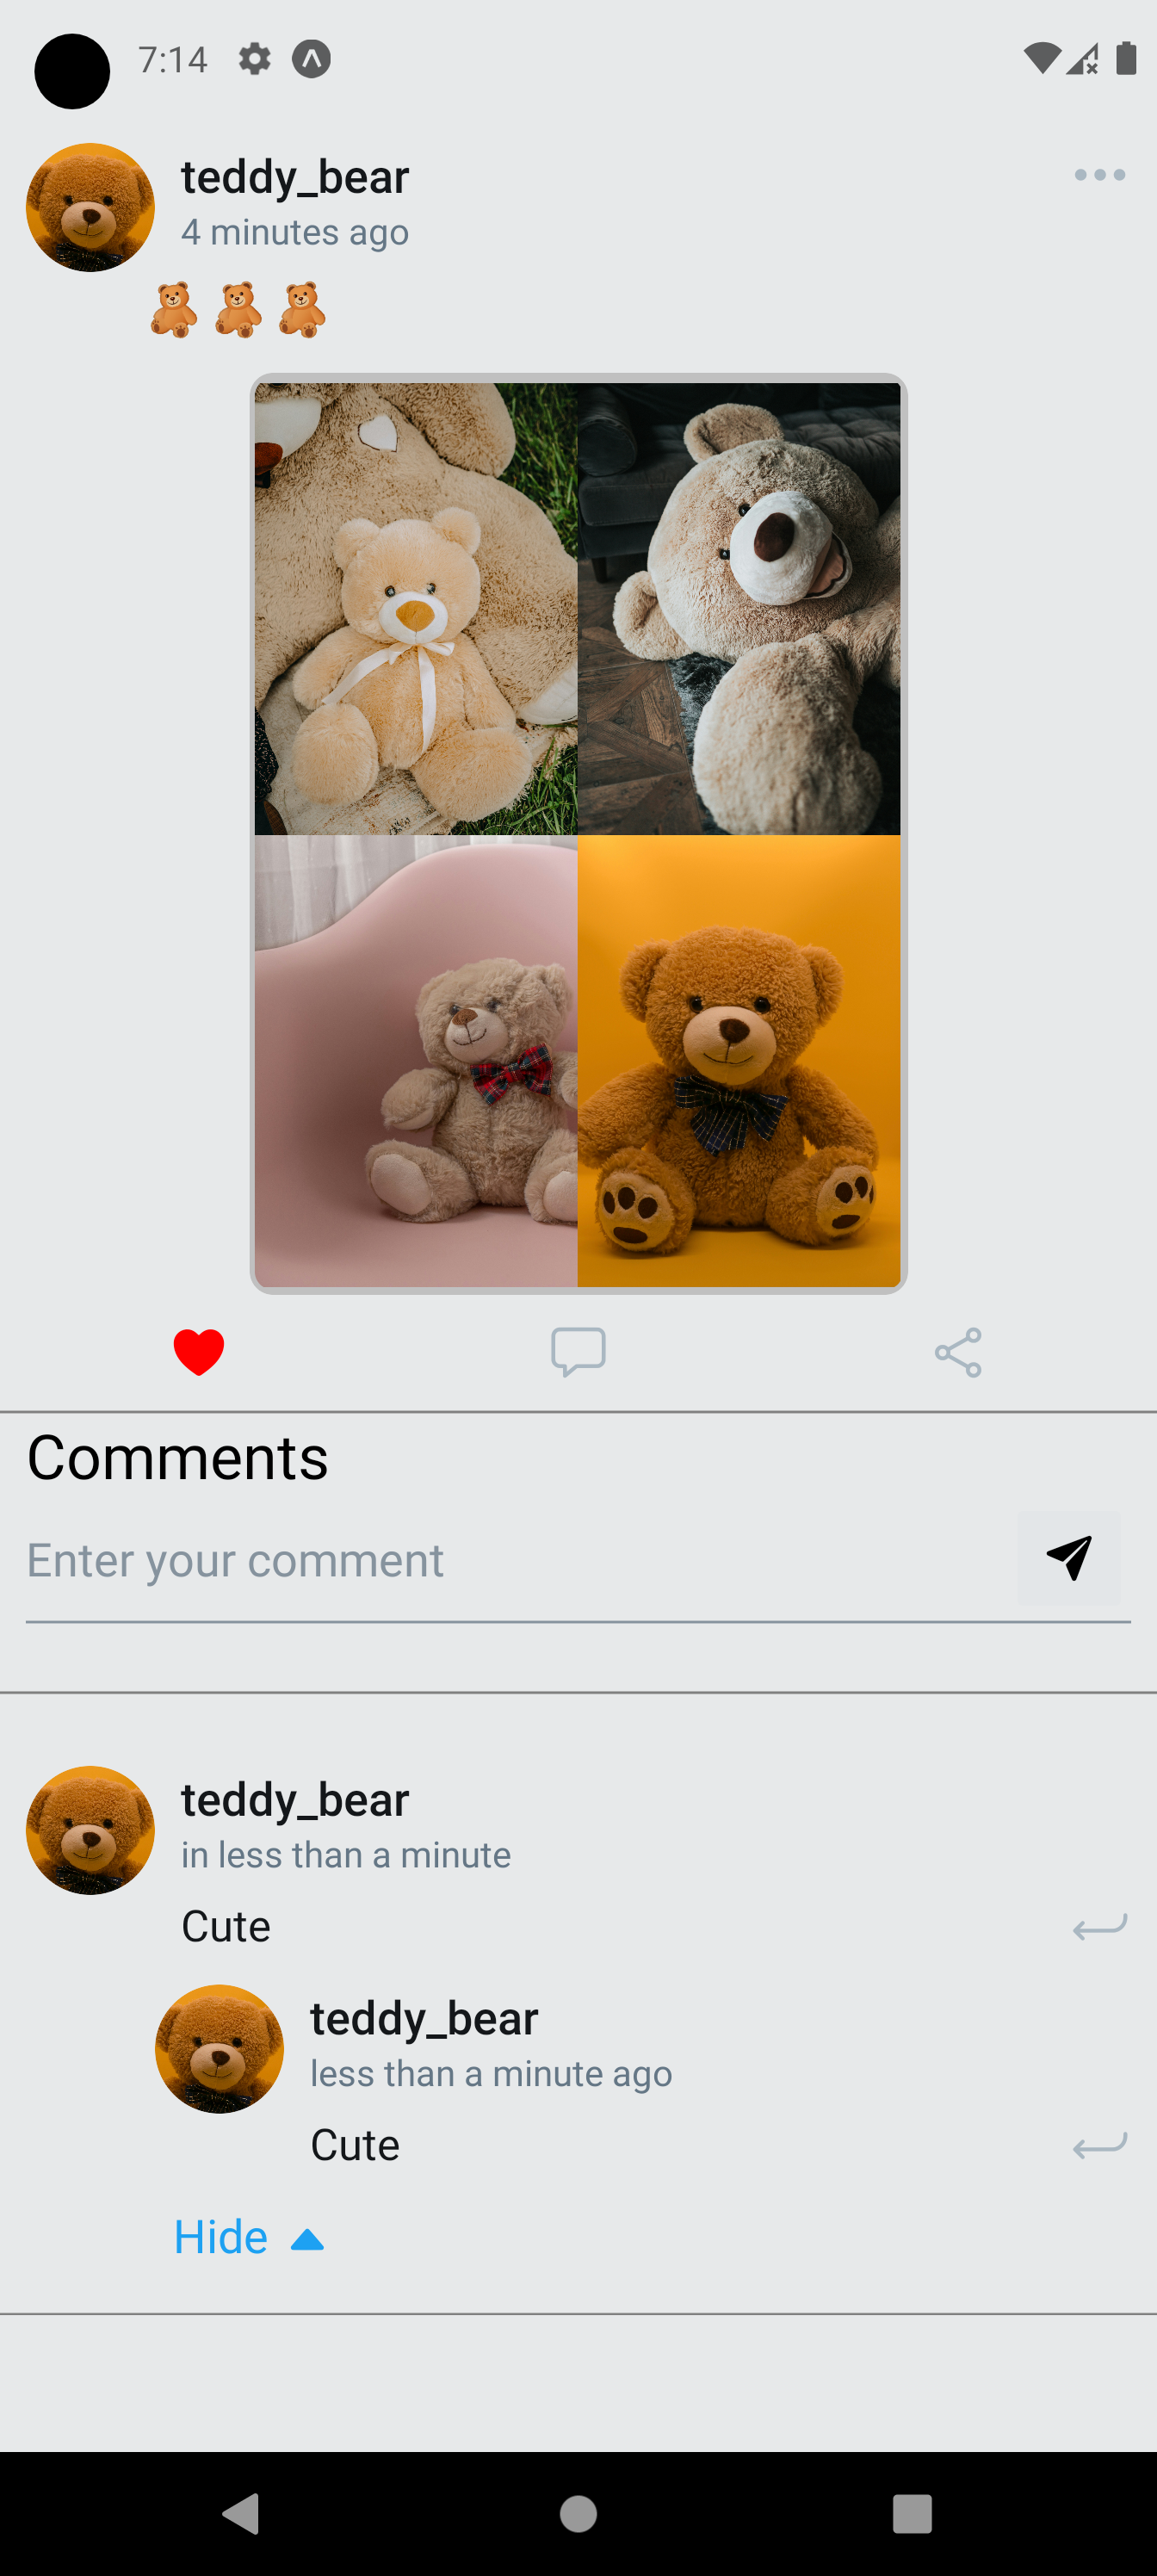 7:14
teddy_bear
4 minutes ago
🧸 🧸 🧸
Comments
Enter your comment
teddy_bear
in less than a minute
Cute
teddy_bear
less than a minute ago
Cute
Hide